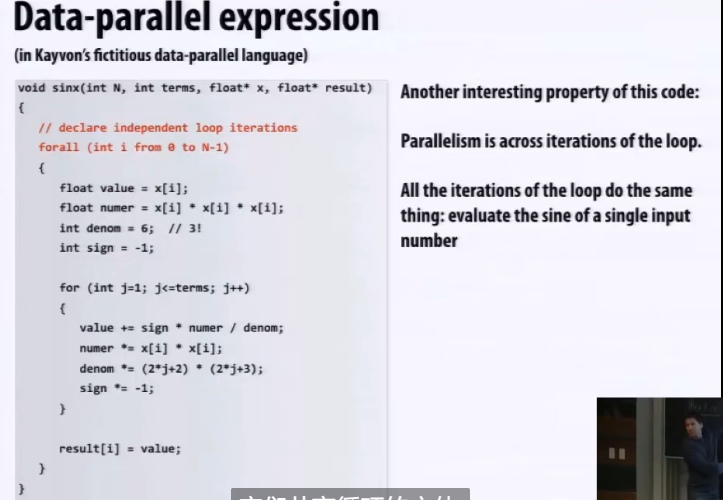 Data-parallel expression
(in Kayvon's fictitious data-parallel language)
void sinx(int N, int terms, float* x, float* result)
{
// declare independent loop iterations
forall (int i from 0 to N-1)
{
float value = x[i];
float numer = x[i] * x[i] * x[i];
int denom = 6; // 3!
int sign = -1;
for (int j=1; j<=terms; j++)
{
value += sign * numer / denom;
numer *= x[i] * x[i];
denom *= (2*j+2) * (2*j+3);
sign *= -1;
}
result[i] = value;
}
}
Another interesting property of this code:
Parallelism is across iterations of the loop.
All the iterations of the loop do the same
thing: evaluate the sine of a single input
number